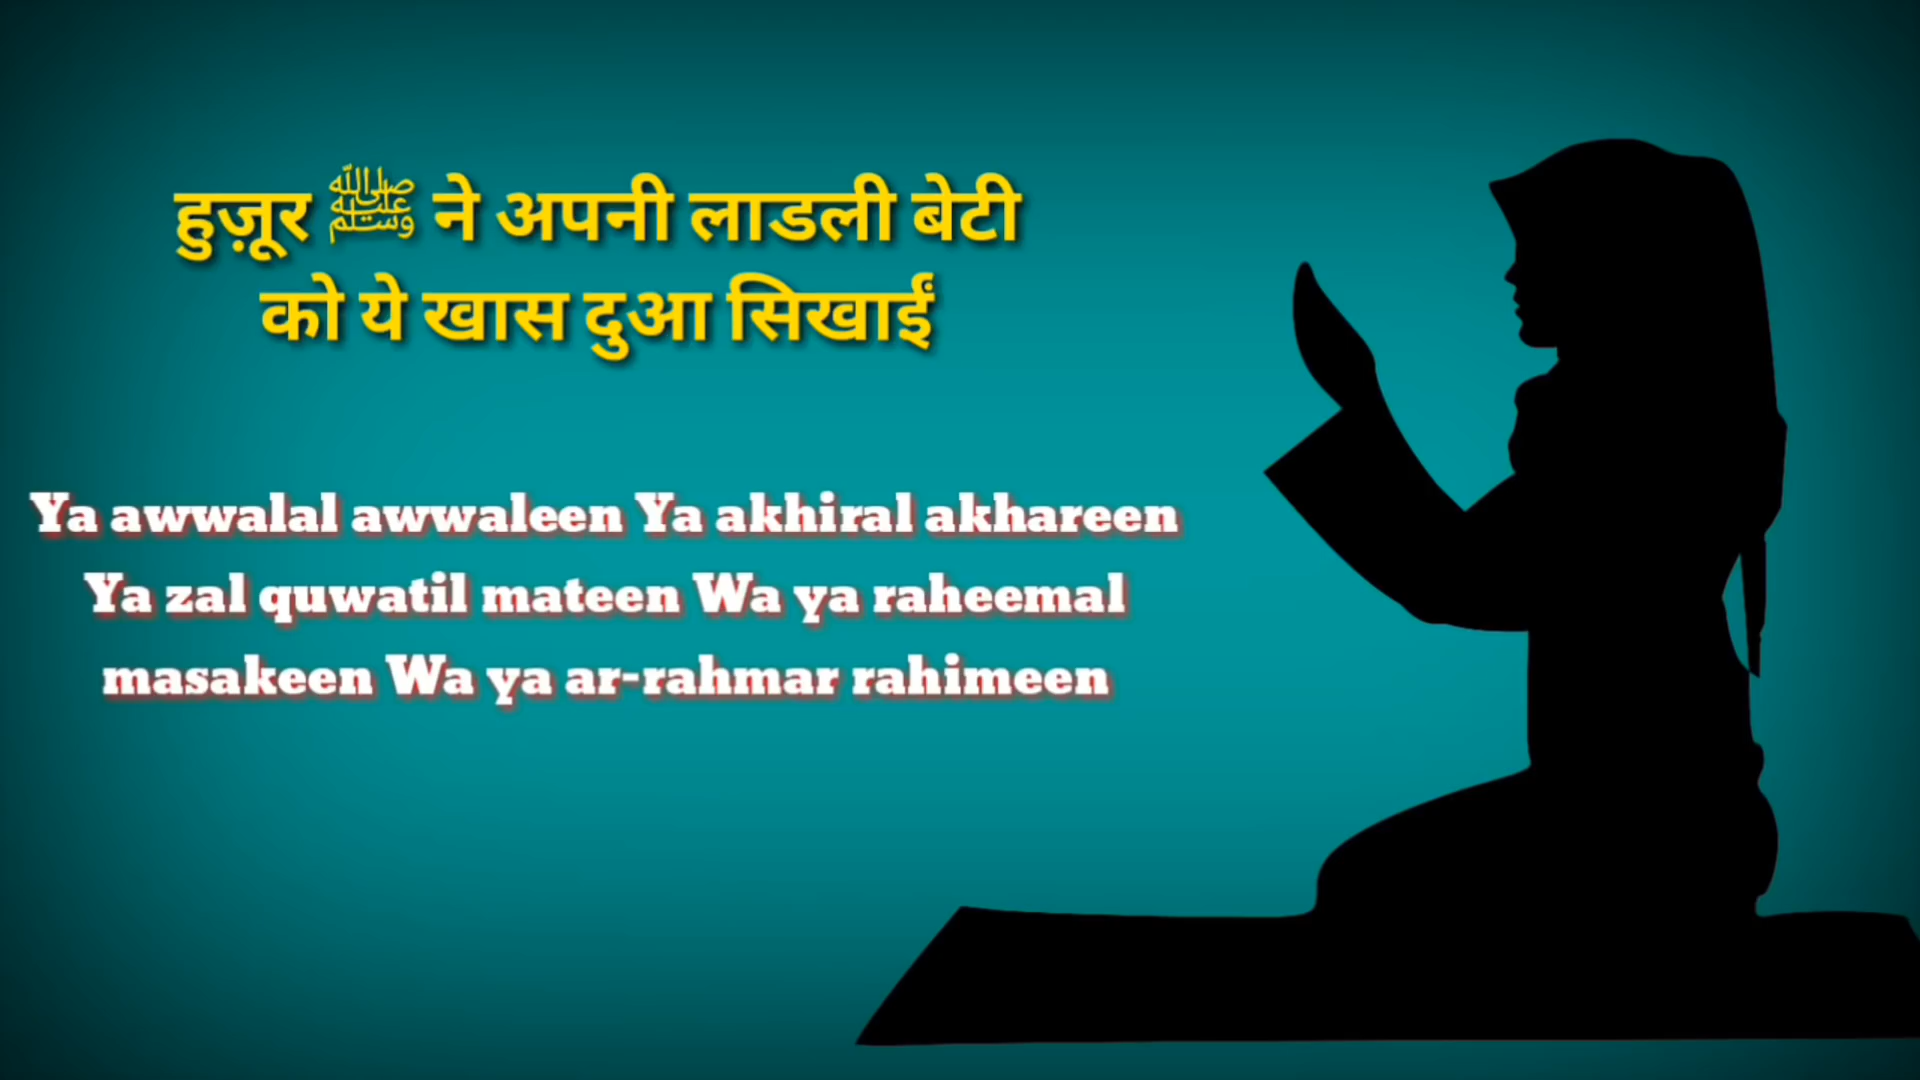 हुज़ूर ﷺ ने अपनी लाडली बेटी
को ये खास दुआ सिखाईं
Ya awwalal awwaleen Ya akhiral akhareen
Ya zal quwatil mateen Wa ya raheemal
masakeen Wa ya ar-rahmar rahimeen